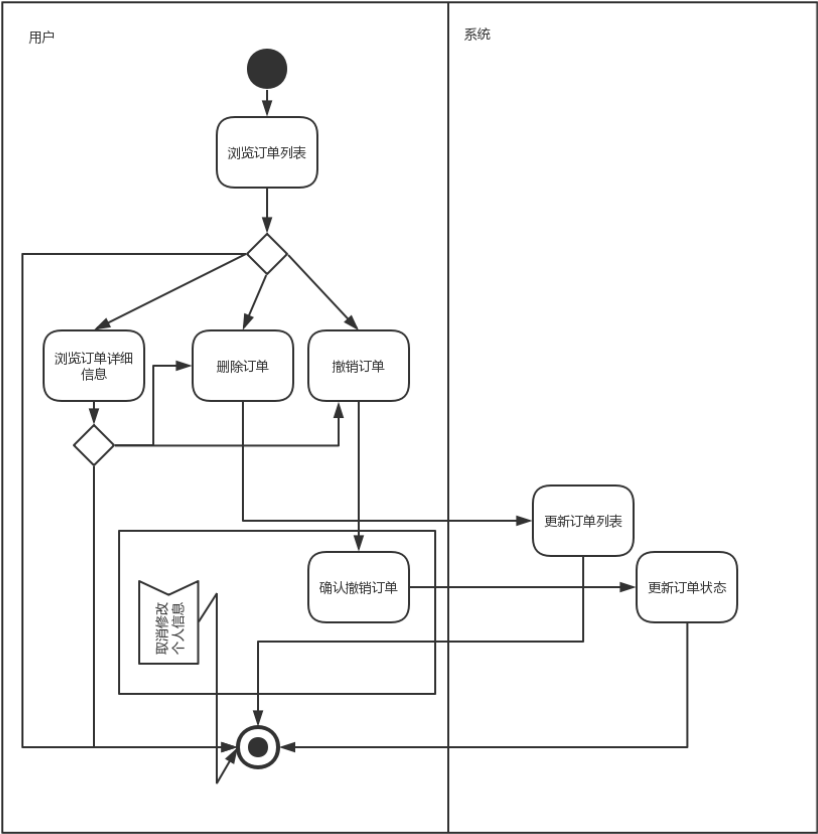 用户
系统
浏览订单列表
浏览订单详细
信息
删除订单
撤销订单
更新订单列表
确认撤销订单
更新订单状态
取消修改
个人信息